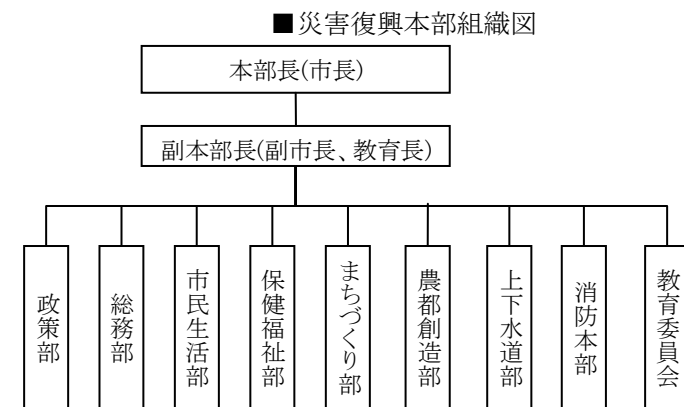 ■災害復興本部組織図
本部長(市長)
副本部長(副市長、教育長)
政策部
総務部
市民生活部
保健福祉部
まちづくり部
農都創造部
上下水道部
消防本部
教育委員会